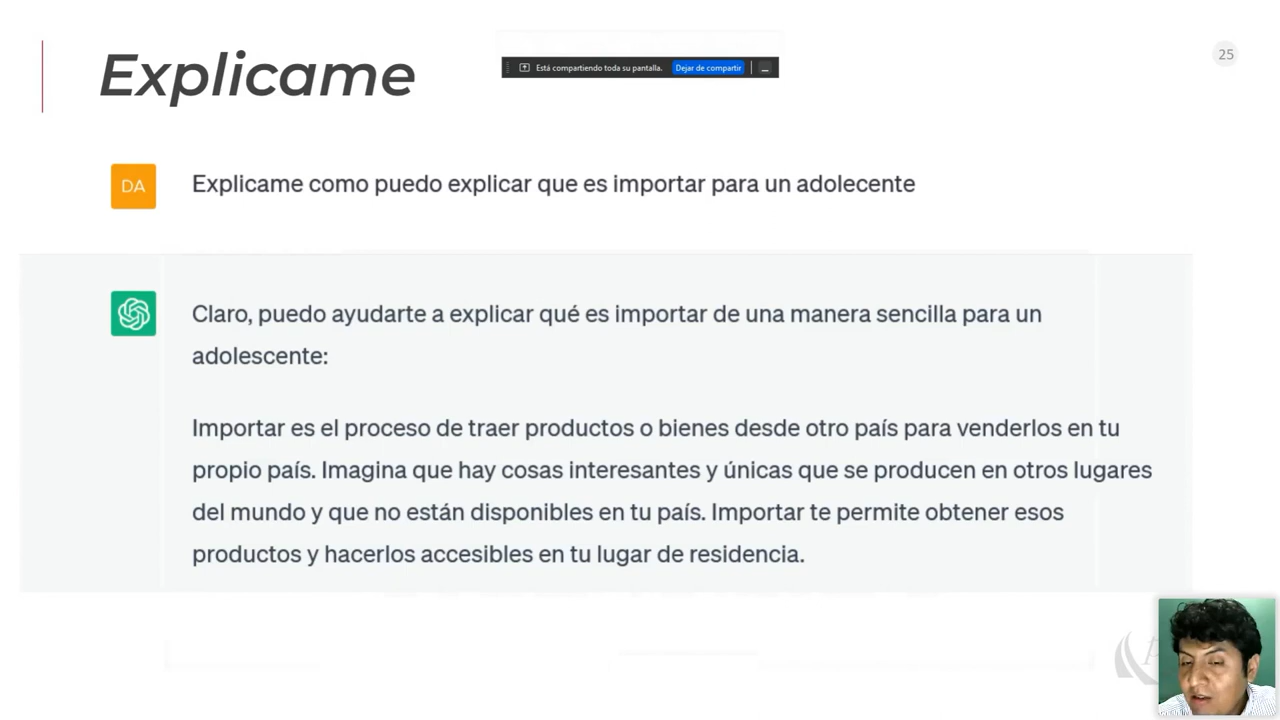 Explicame
Está compartiendo toda su pantalla. Dejar de compartir
25
DA
Explicame como puedo explicar que es importar para un adolecente
Claro, puedo ayudarte a explicar qué es importar de una manera sencilla para un
adolescente:
Importar es el proceso de traer productos o bienes desde otro país para venderlos en tu
propio país. Imagina que hay cosas interesantes y únicas que se producen en otros lugares
del mundo y que no están disponibles en tu país. Importar te permite obtener esos
productos y hacerlos accesibles en tu lugar de residencia.